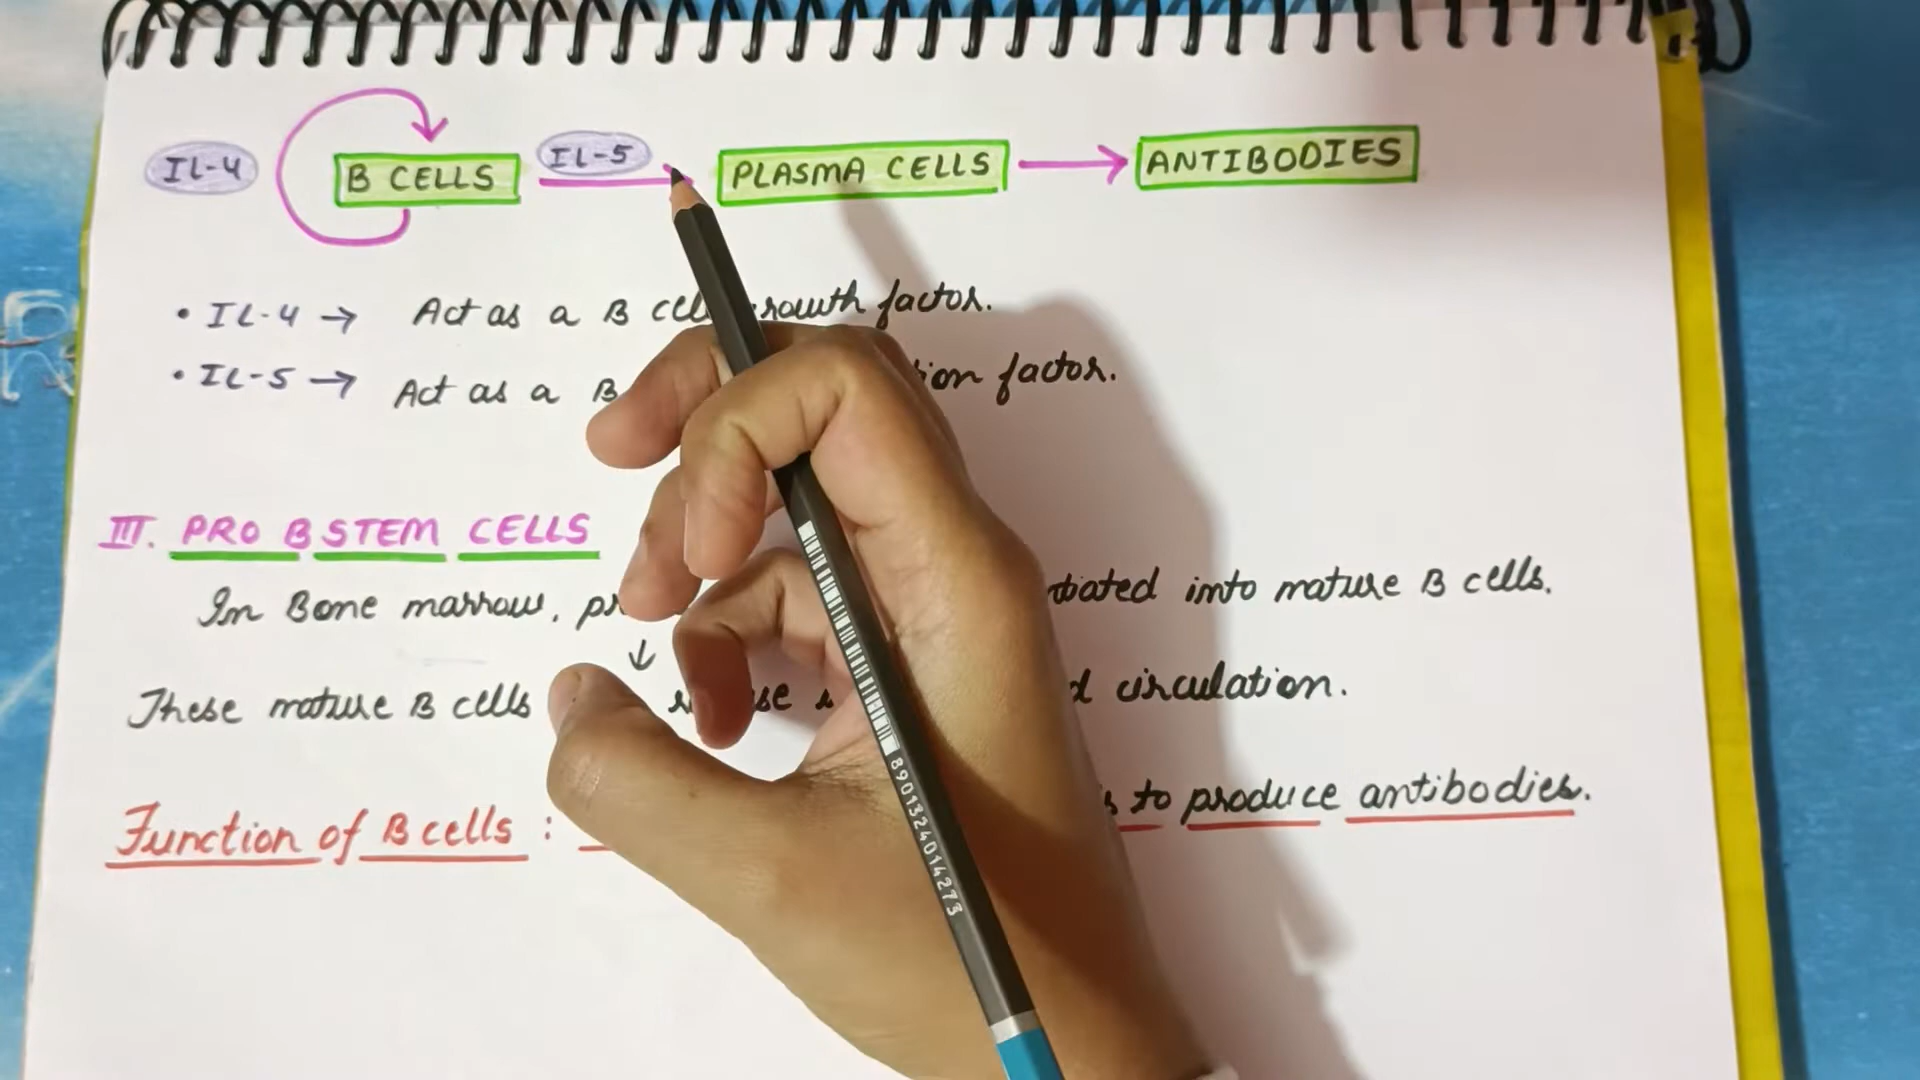 IL-4 B CELLS IL-5 PLASMA CELLS ANTIBODIES
• IL-4 → Act as a B cell growth factor.
• IL-5 → Act as a B factor.
III. PRO B STEM CELLS
In Bone marrow, into mature B cells.
↓
These mature B cells circulation.
Function of B cells : to produce antibodies.
8901324014273